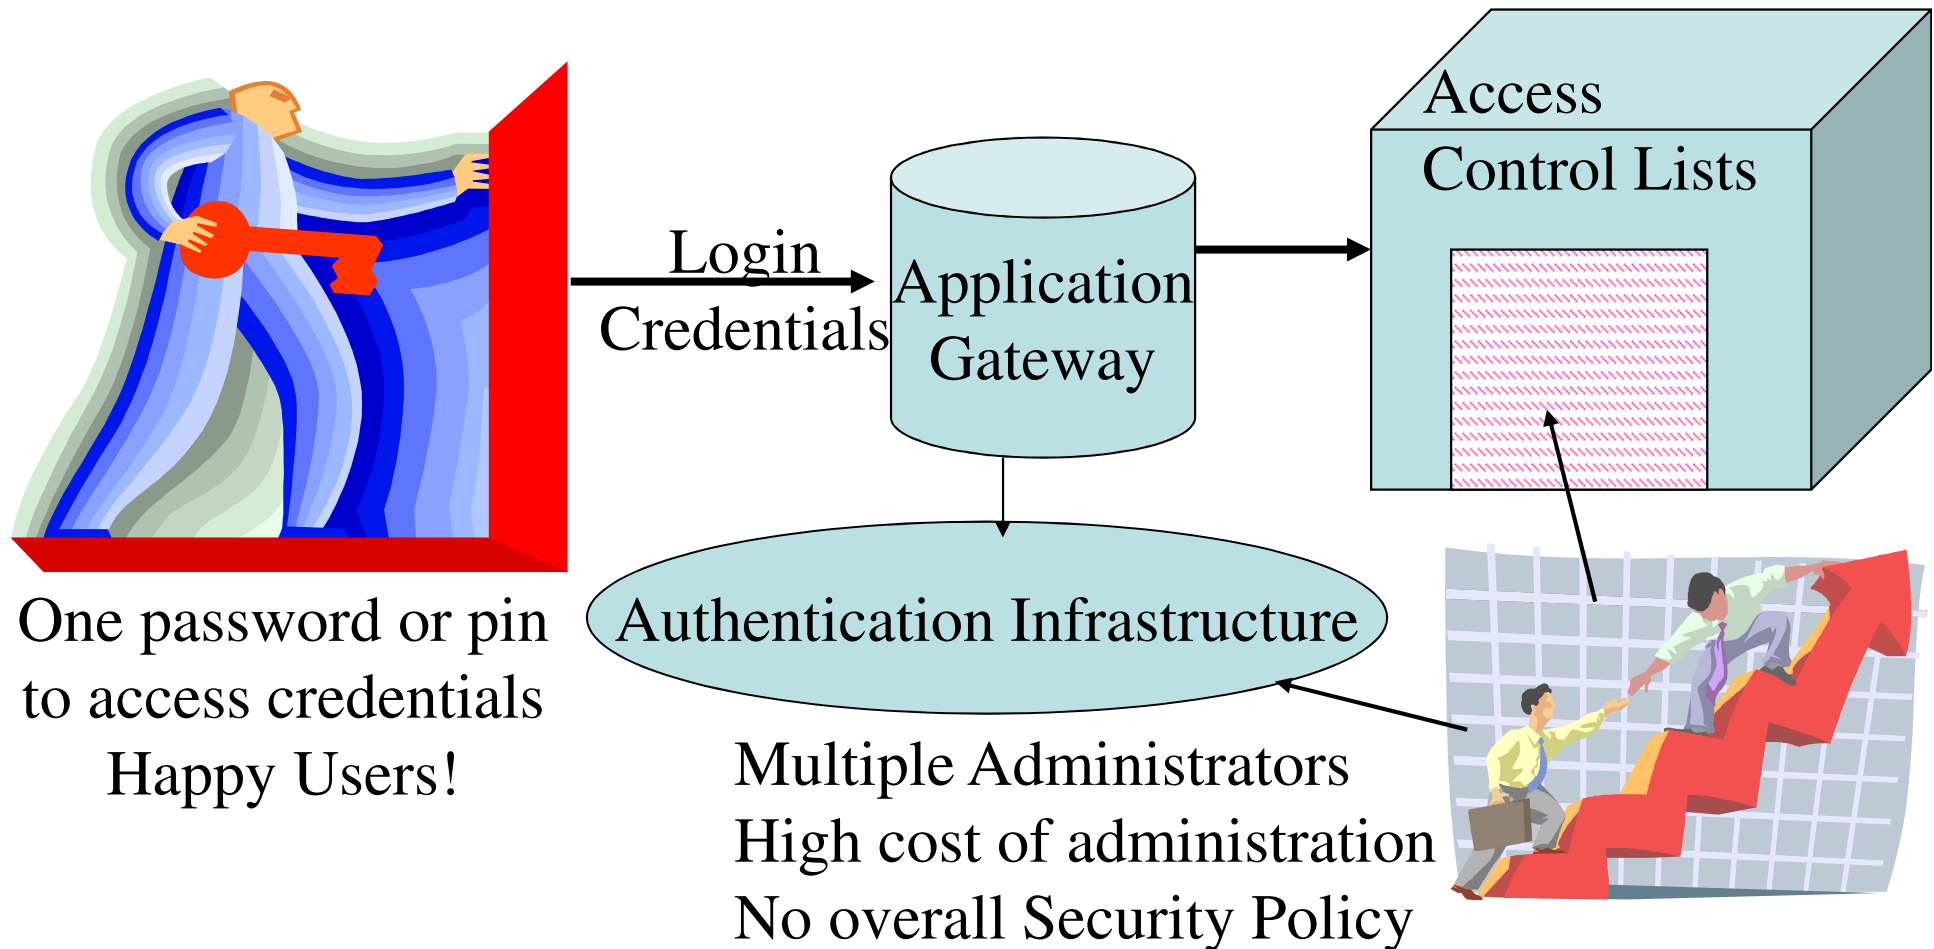 Access
Control Lists
Login
Credentials
Application
Gateway
Authentication Infrastructure
One password or pin
to access credentials
Happy Users!
Multiple Administrators
High cost of administration
No overall Security Policy